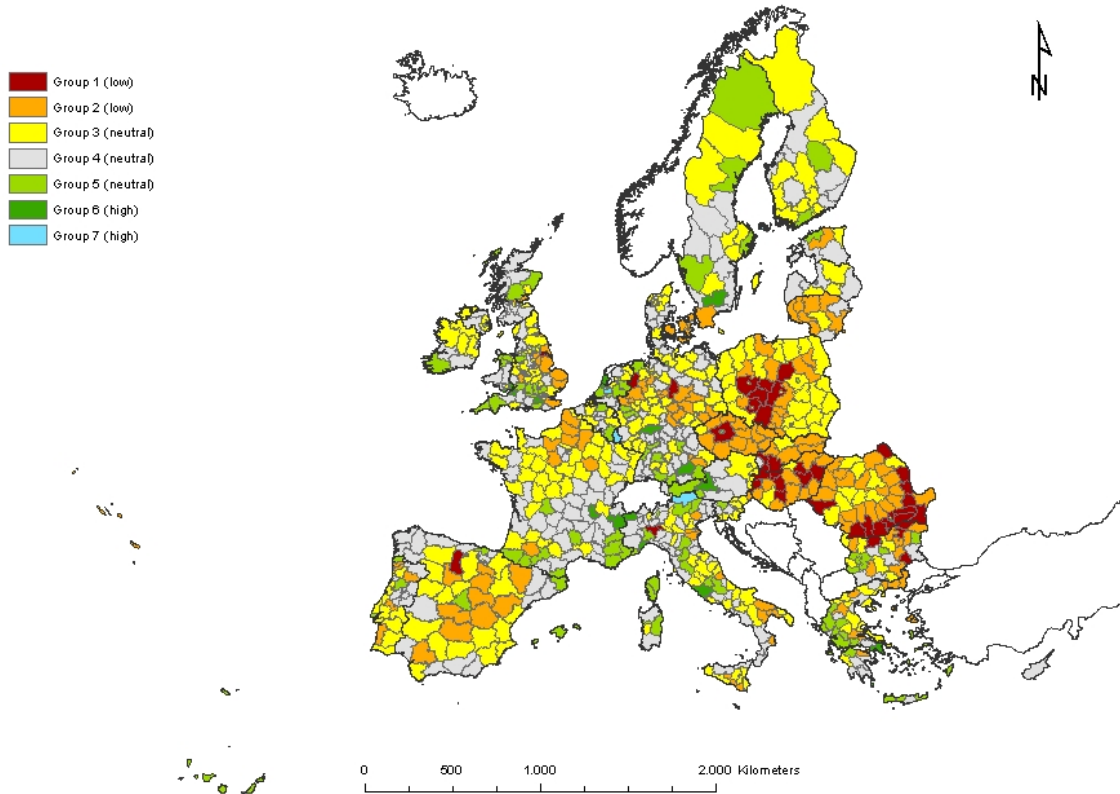 N
Group 1 (low)
Group 2 (low)
Group 3 (neutral)
Group 4 (neutral)
Group 5 (neutral)
Group 6 (high)
Group 7 (high)
0 500 1.000 2.000 Kilometers